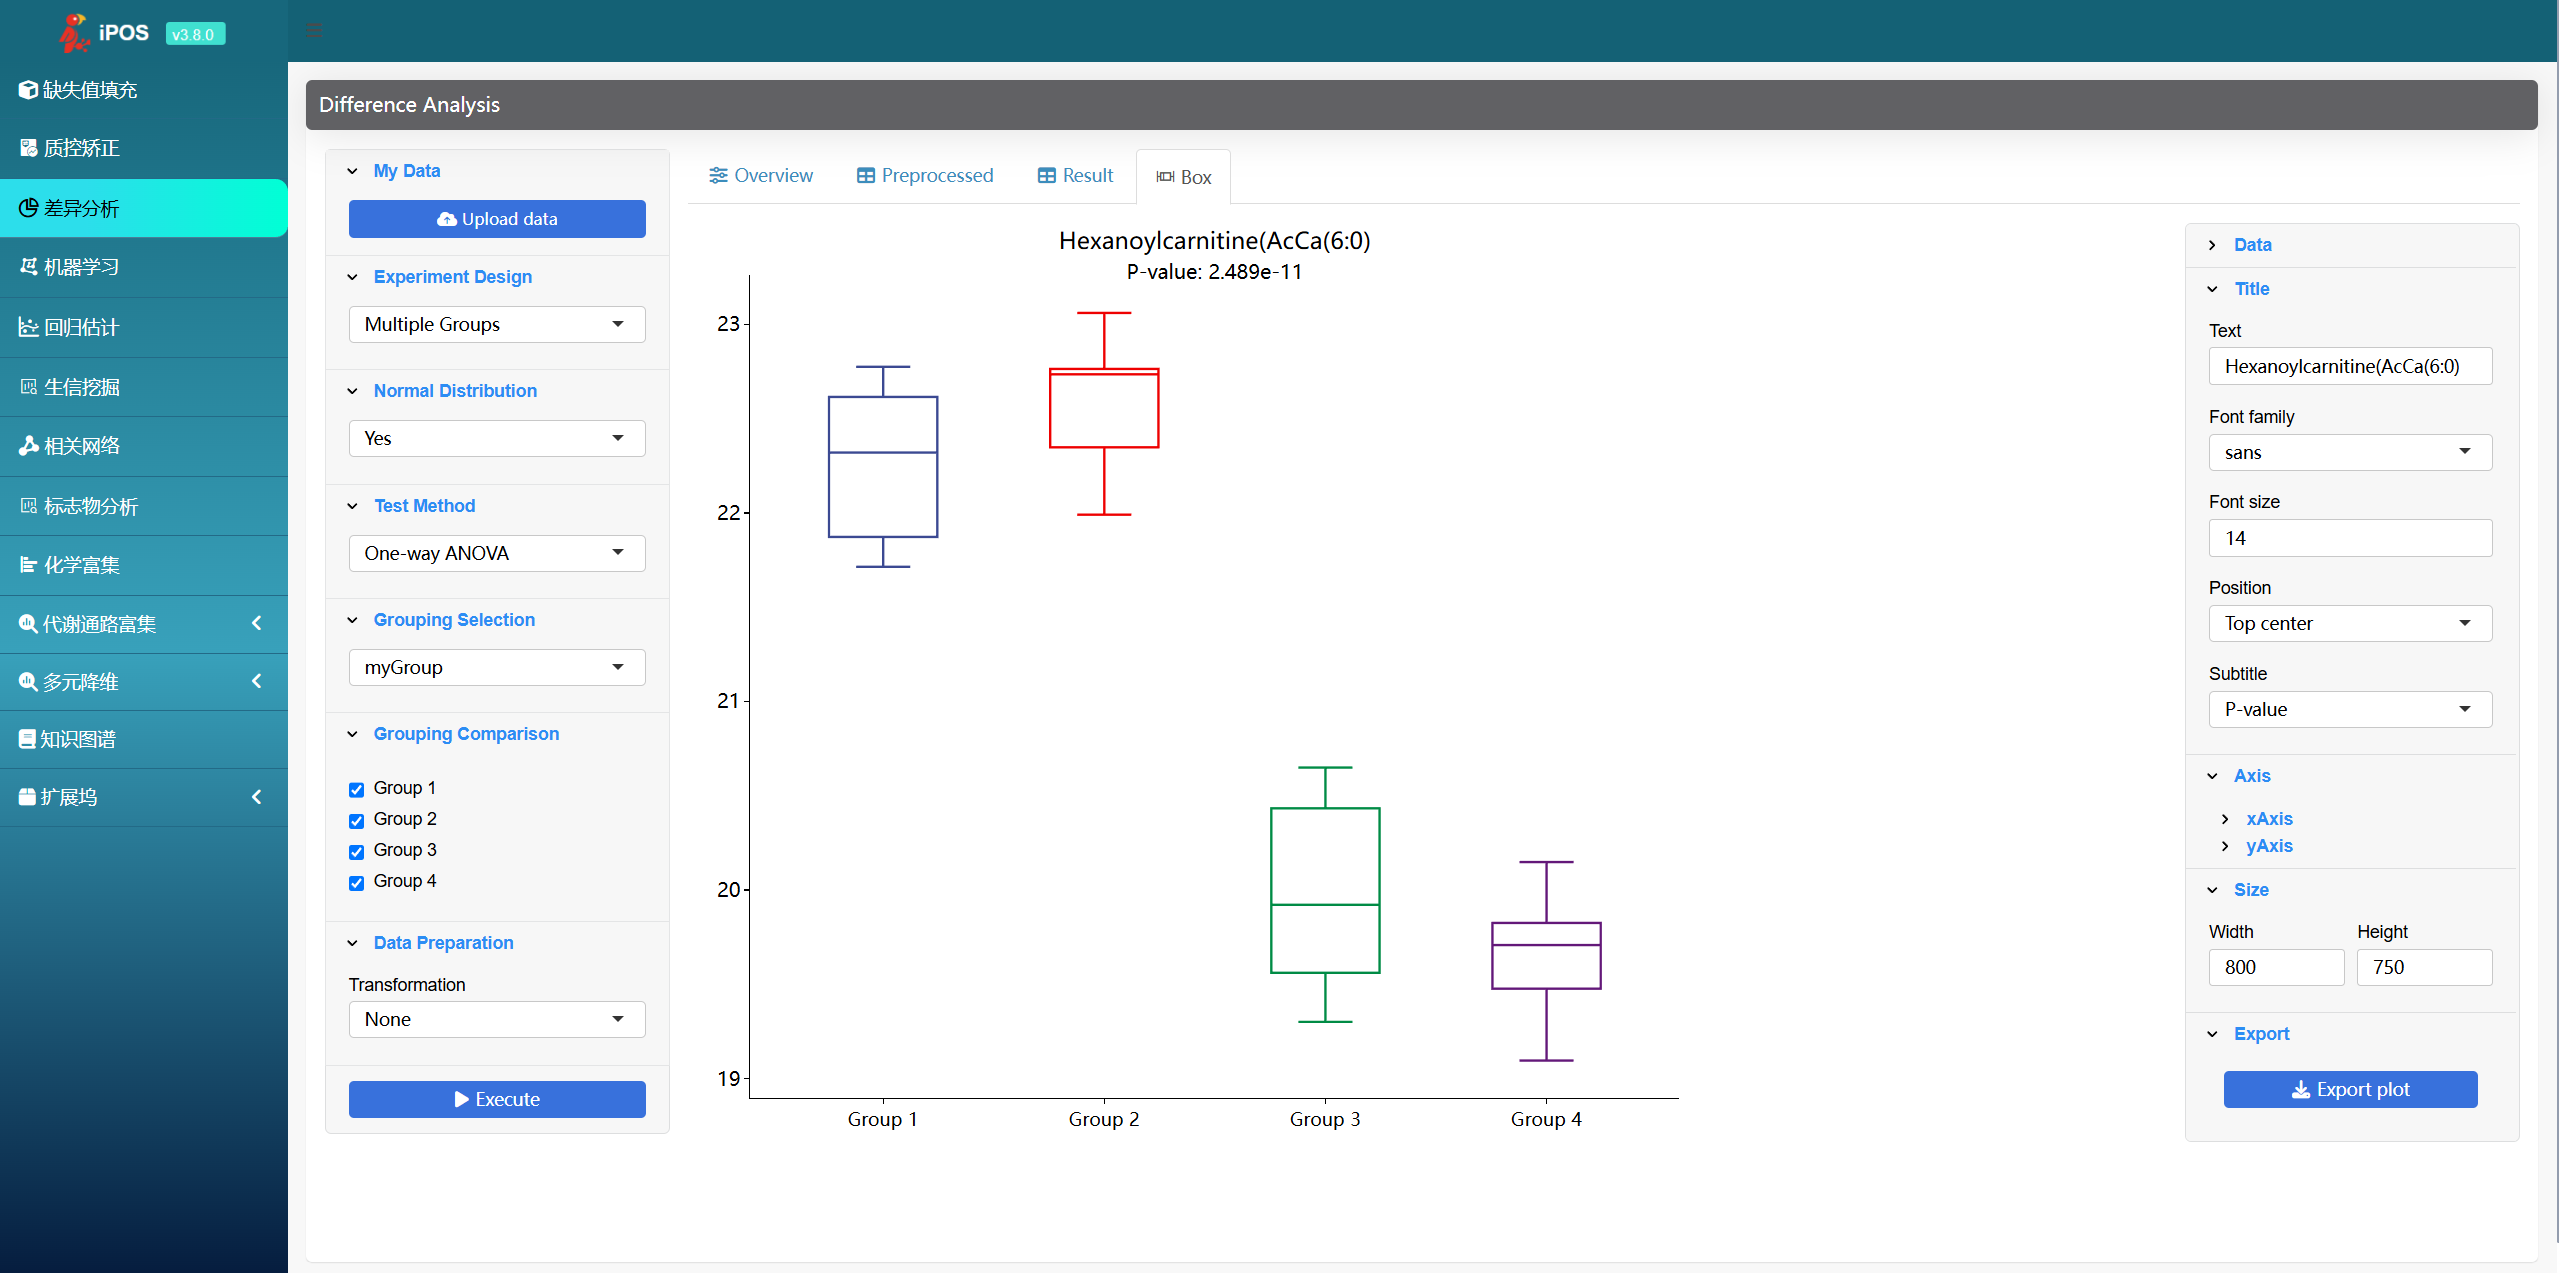 iPOS v3.8.0
缺失值填充
质控矫正
差异分析
机器学习
回归估计
生信挖掘
相关网络
标志物分析
化学富集
代谢通路富集
多元降维
知识图谱
扩展坞
Difference Analysis
My Data
Upload data
Experiment Design
Multiple Groups
Normal Distribution
Yes
Test Method
One-way ANOVA
Grouping Selection
myGroup
Grouping Comparison
Group 1
Group 2
Group 3
Group 4
Data Preparation
Transformation
None
Execute
Overview Preprocessed Result Box
Hexanoylcarnitine(AcCa(6:0)
P-value: 2.489e-11
23
22
21
20
19
Group 1 Group 2 Group 3 Group 4
Data
Title
Text
Hexanoylcarnitine(AcCa(6:0)
Font family
sans
Font size
14
Position
Top center
Subtitle
P-value
Axis
xAxis
yAxis
Size
Width Height
800 750
Export
Export plot